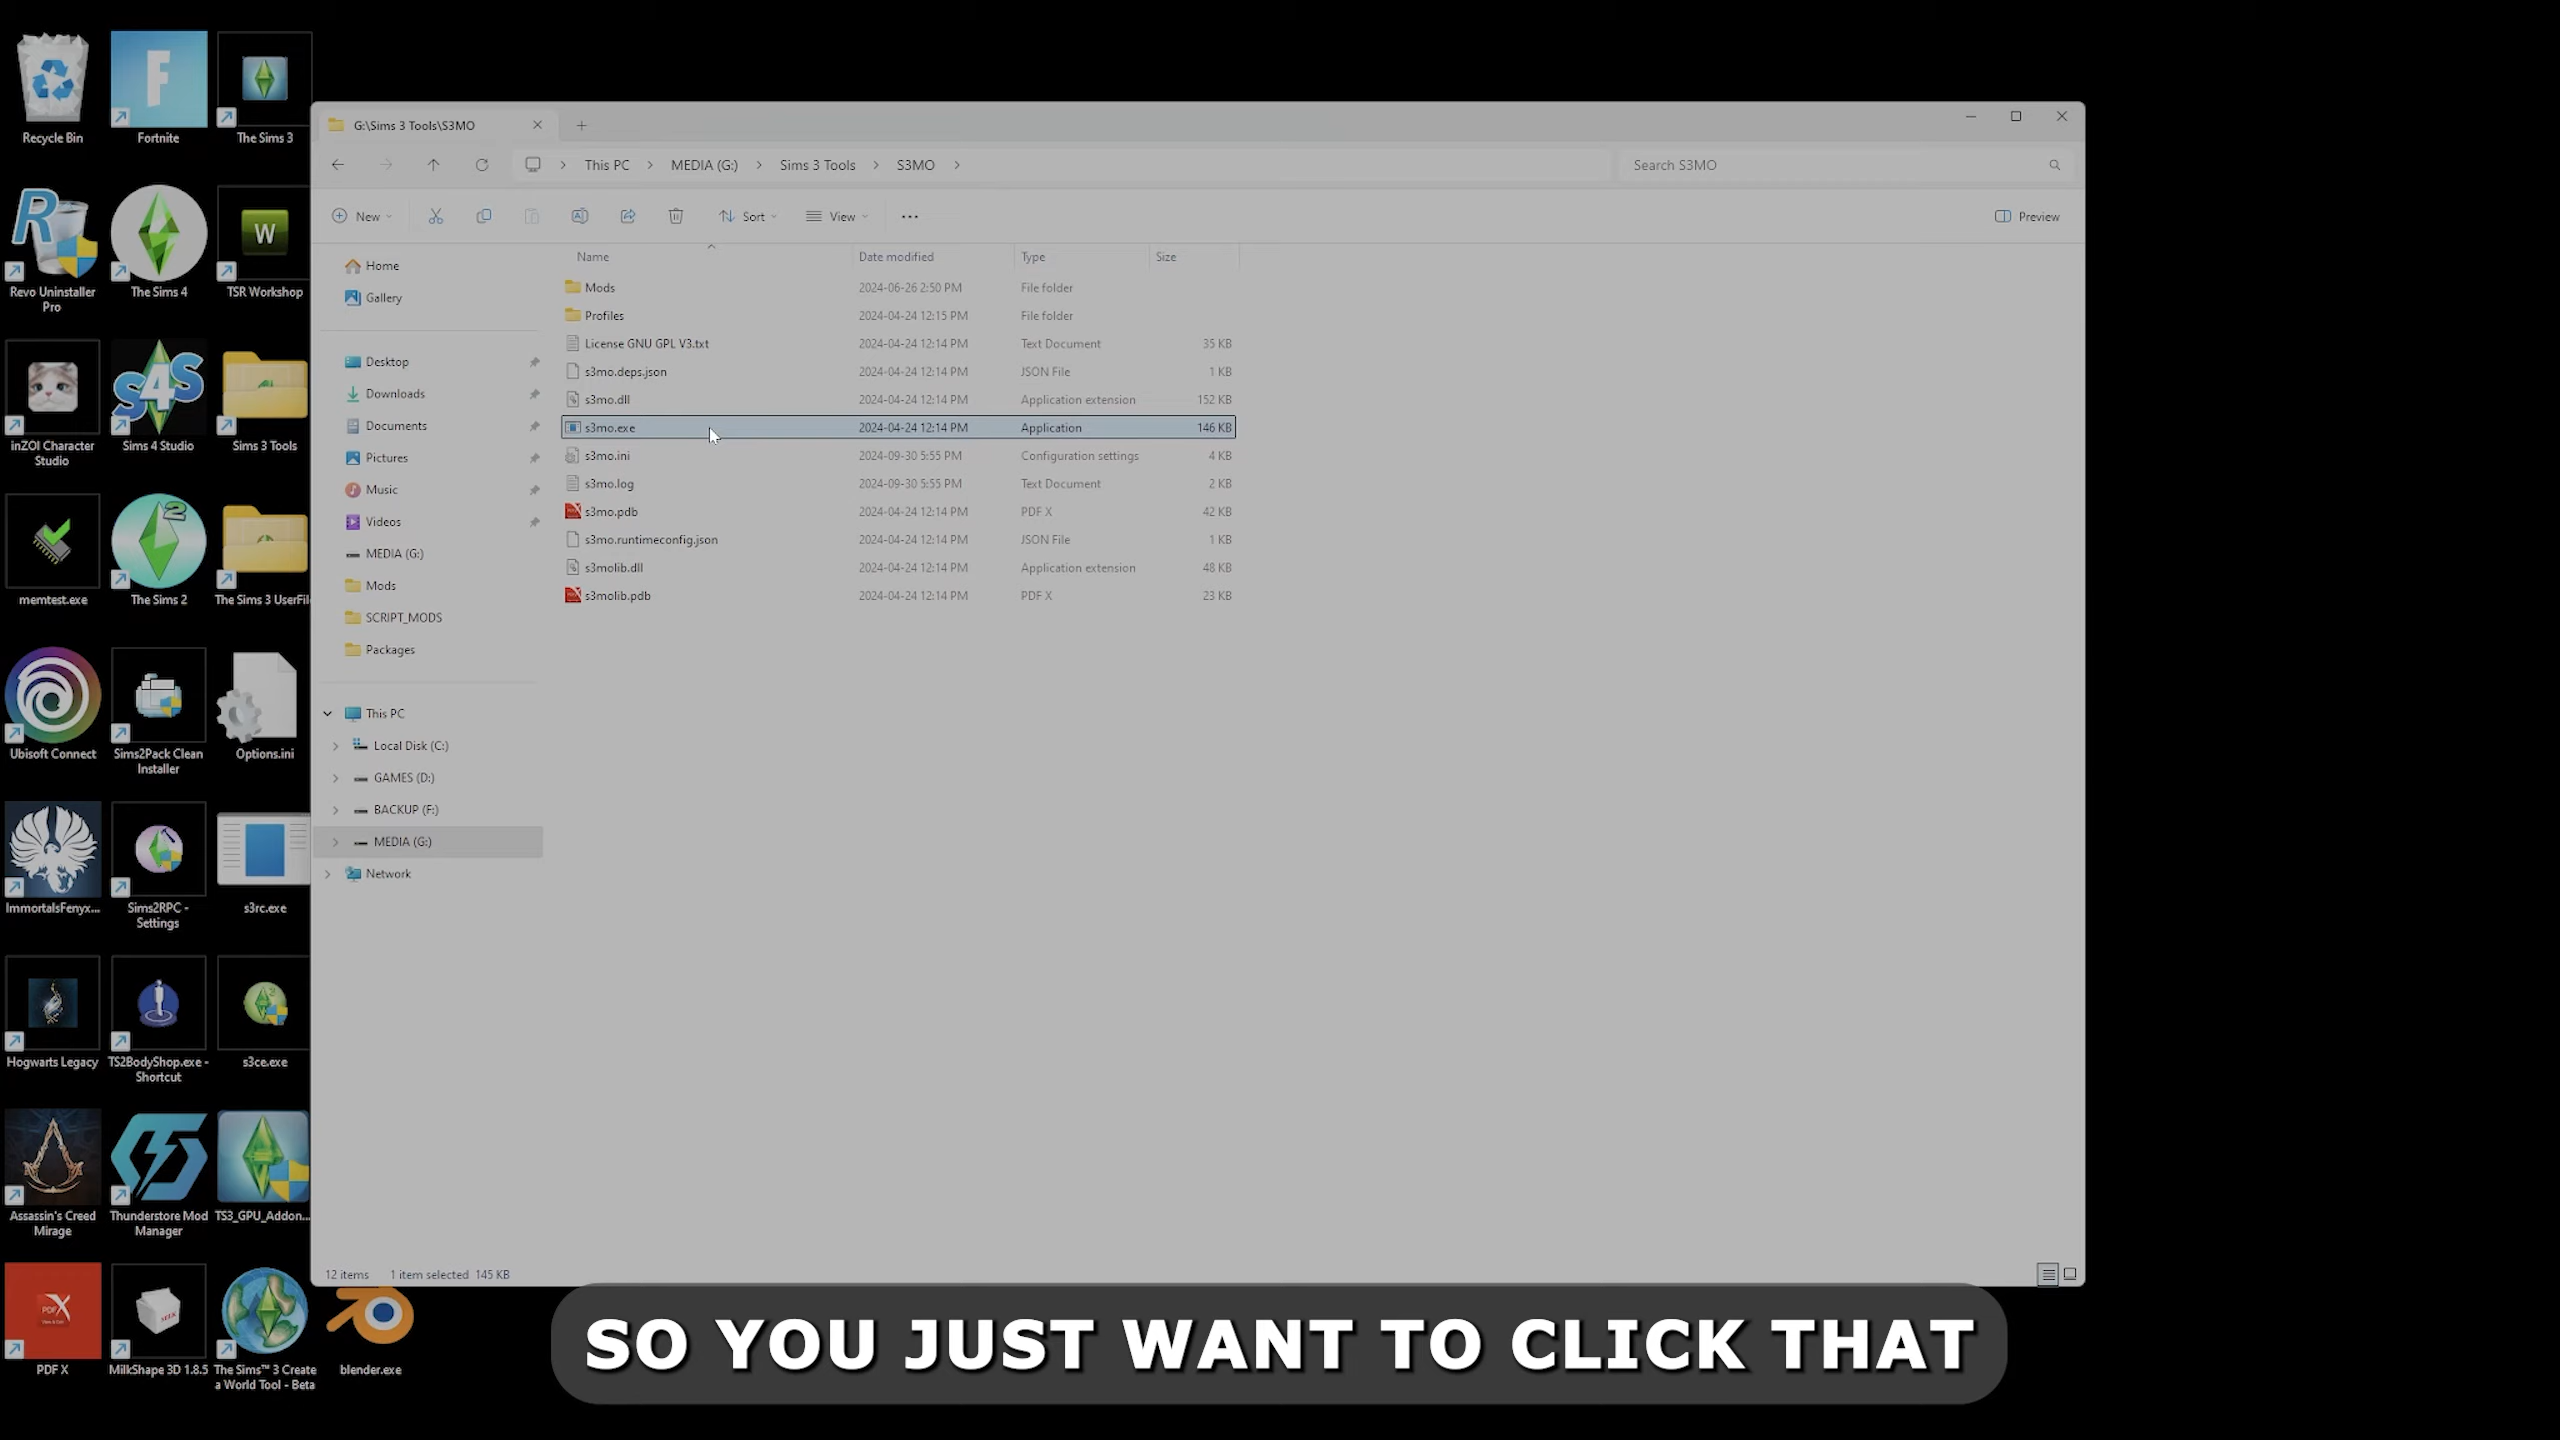 Recycle Bin
Fortnite
The Sims 3
Revo Uninstaller
Pro
The Sims 4
TSR Workshop
inZOI Character
Studio
Sims 4 Studio
Sims 3 Tools
memtest.exe
The Sims 2
The Sims 3 UserFil
Ubisoft Connect
Sims2Pack Clean
Installer
Options.ini
ImmortalsFenyx...
Sims2RPC -
Settings
s3rc.exe
Hogwarts Legacy
TS2BodyShop.exe -
Shortcut
s3ce.exe
Assassin's Creed
Mirage
Thunderstore Mod
Manager
TS3_GPU_Addon...
PDF X
MilkShape 3D 1.8.5
The Sims™ 3 Create
a World Tool - Beta
blender.exe
G:\Sims 3 Tools\S3MO
This PC > MEDIA (G:) > Sims 3 Tools > S3MO >
Search S3MO
New Sort View ... Preview
Home
Gallery
Desktop
Downloads
Documents
Pictures
Music
Videos
MEDIA (G:)
Mods
SCRIPT_MODS
Packages
This PC
Local Disk (C:)
GAMES (D:)
BACKUP (F:)
MEDIA (G:)
Network
Name Date modified Type Size
Mods 2024-06-26 2:50 PM File folder
Profiles 2024-04-24 12:15 PM File folder
License GNU GPL V3.txt 2024-04-24 12:14 PM Text Document 35 KB
s3mo.deps.json 2024-04-24 12:14 PM JSON File 1 KB
s3mo.dll 2024-04-24 12:14 PM Application extension 152 KB
s3mo.exe 2024-04-24 12:14 PM Application 146 KB
s3mo.ini 2024-09-30 5:55 PM Configuration settings 4 KB
s3mo.log 2024-09-30 5:55 PM Text Document 2 KB
s3mo.pdb 2024-04-24 12:14 PM PDF X 42 KB
s3mo.runtimeconfig.json 2024-04-24 12:14 PM JSON File 1 KB
s3molib.dll 2024-04-24 12:14 PM Application extension 48 KB
s3molib.pdb 2024-04-24 12:14 PM PDF X 23 KB
12 items 1 item selected 145 KB
SO YOU JUST WANT TO CLICK THAT